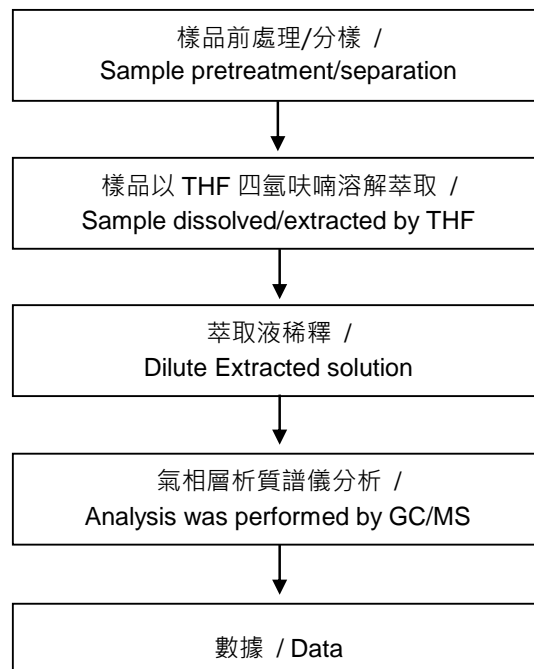 樣品前處理/分樣 /
Sample pretreatment/separation
樣品以 THF 四氫呋喃溶解萃取 /
Sample dissolved/extracted by THF
萃取液稀釋 /
Dilute Extracted solution
氣相層析質譜儀分析 /
Analysis was performed by GC/MS
數據 / Data